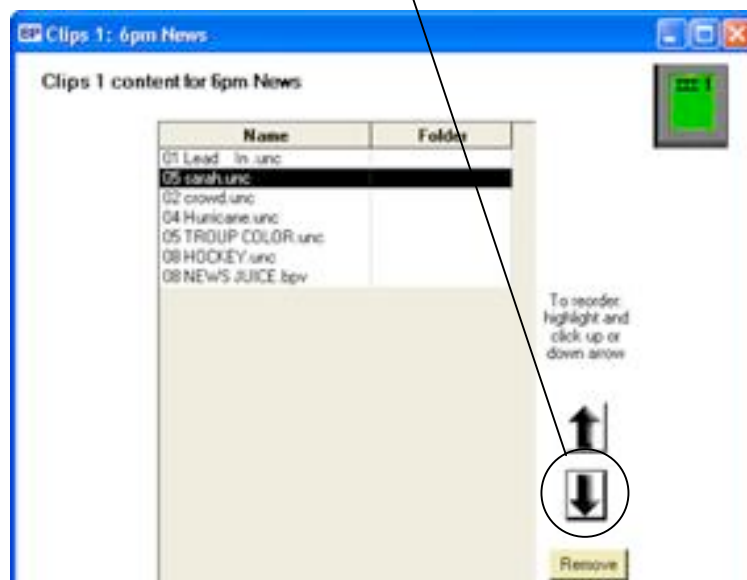 BP Clips 1: 6pm News
Clips 1 content for 6pm News
Name Folder
01 Lead In .unc
05 sarah.unc
02 crowd.unc
04 Hurricane.unc
05 TROUP COLOR.unc
08 HOCKEY.unc
08 NEWS JUICE.bpv
To reorder
highlight and
click up or
down arrow
Remove